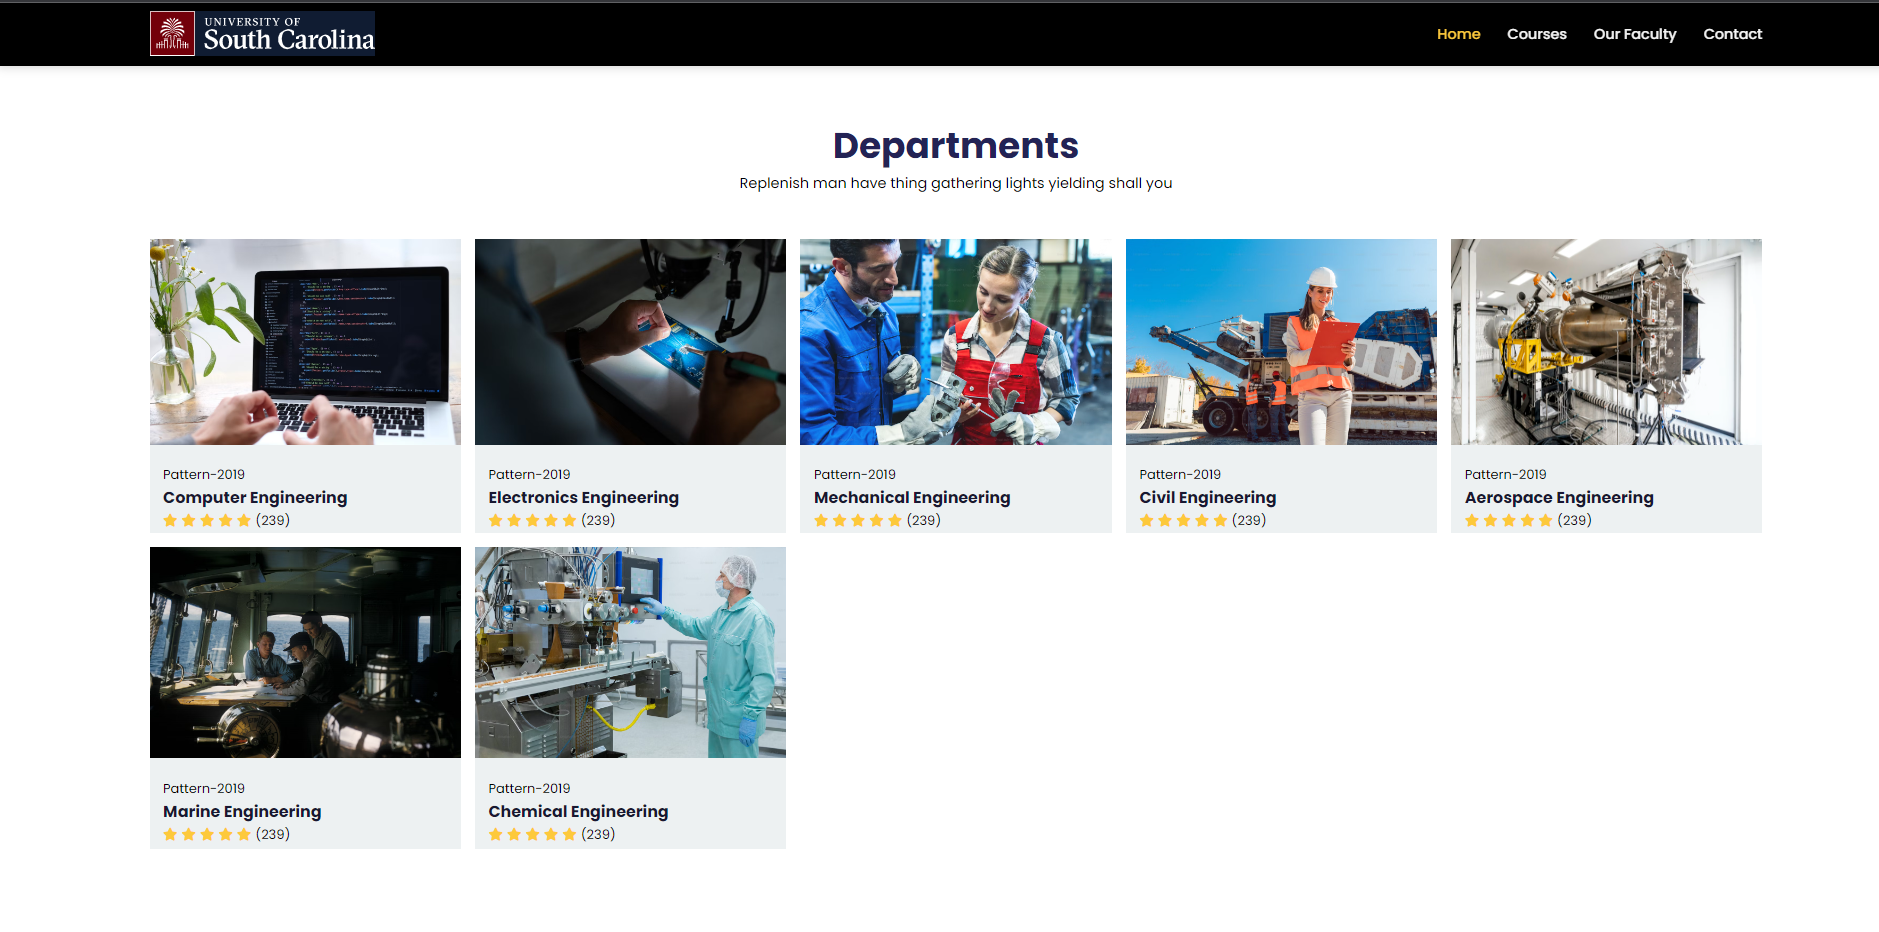 UNIVERSITY OF
South Carolina
Home Courses Our Faculty Contact
Departments
Replenish man have thing gathering lights yielding shall you
Pattern-2019
Computer Engineering
(239)
Pattern-2019
Electronics Engineering
(239)
Pattern-2019
Mechanical Engineering
(239)
Pattern-2019
Civil Engineering
(239)
Pattern-2019
Aerospace Engineering
(239)
Pattern-2019
Marine Engineering
(239)
Pattern-2019
Chemical Engineering
(239)